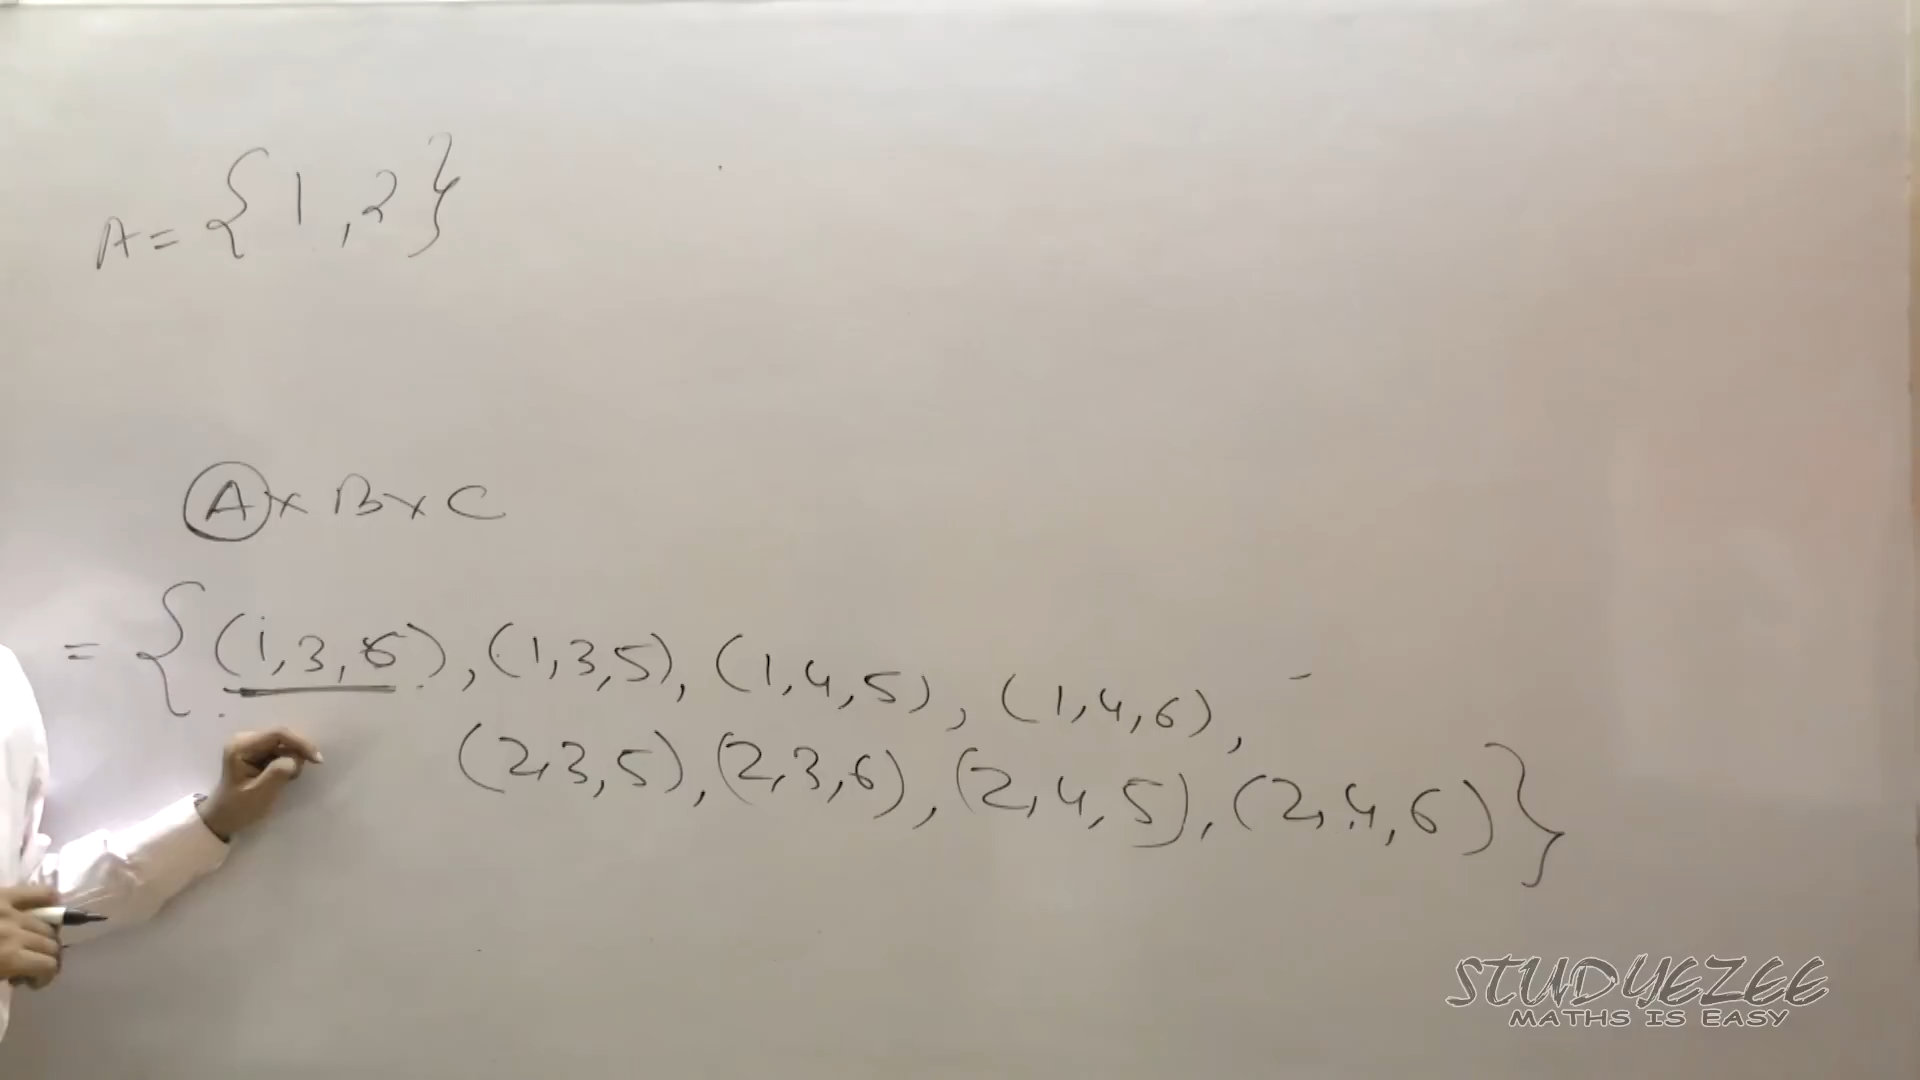 A = {1,2}
A × B × C
= {(1,3,6), (1,3,5), (1,4,5), (1,4,6),
(2,3,5), (2,3,6), (2,4,5), (2,4,6)}
STUDYEZEE
MATHS IS EASY